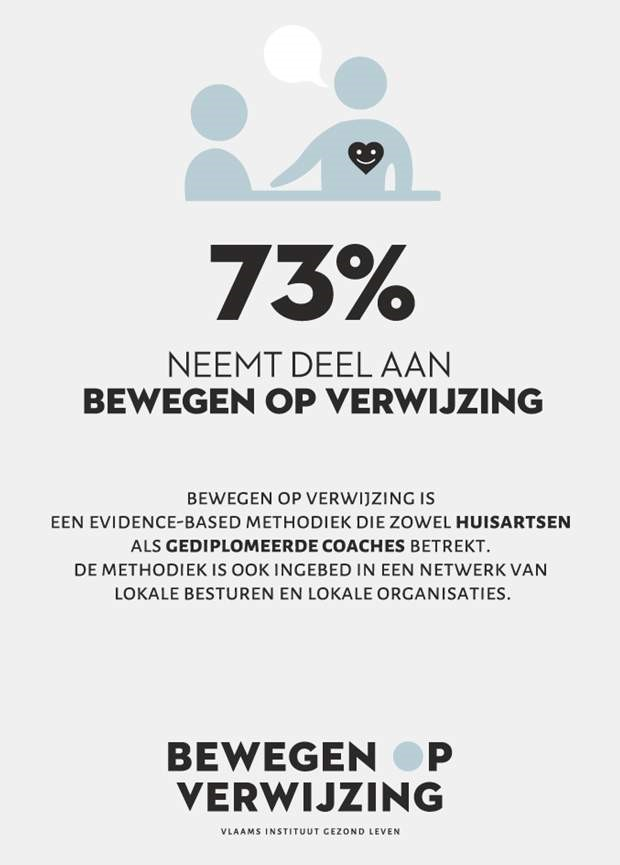 73%
NEEMT DEEL AAN
BEWEGEN OP VERWIJZING
BEWEGEN OP VERWIJZING IS
EEN EVIDENCE-BASED METHODIEK DIE ZOWEL HUISARTSEN
ALS GEDIPLOMEERDE COACHES BETREKT.
DE METHODIEK IS OOK INGEBED IN EEN NETWERK VAN
LOKALE BESTUREN EN LOKALE ORGANISATIES.
BEWEGEN OP
VERWIJZING
VLAAMS INSTITUUT GEZOND LEVEN